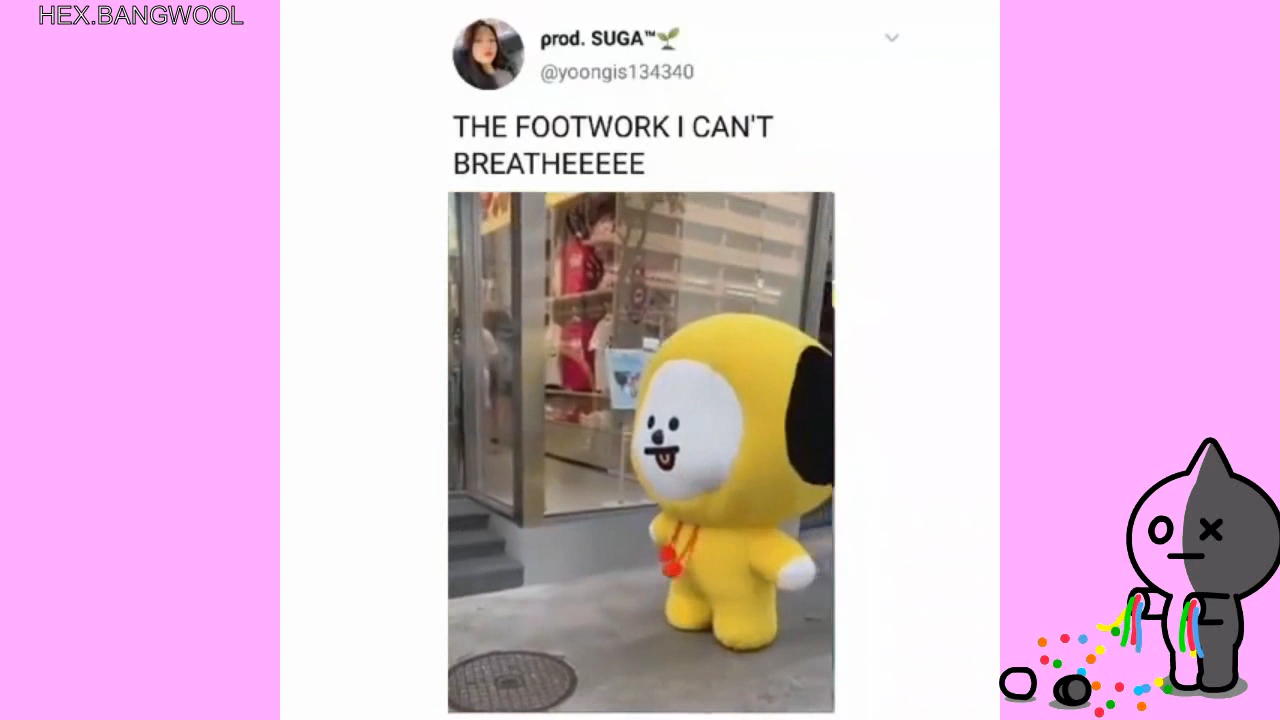 HEX.BANGWOOL
prod. SUGA™🌱
@yoongis134340
THE FOOTWORK I CAN'T
BREATHEEEEE